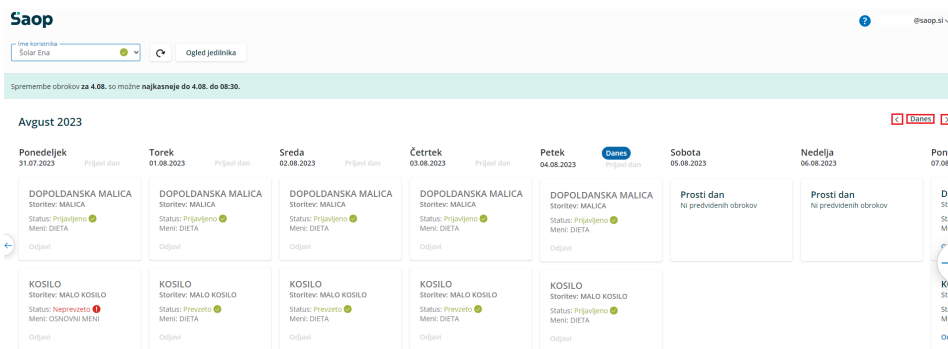 Saop
?
@saop.si
Ime koristnika
Šolar Ena
Ogled jedilnika
Spremembe obrokov za 4.08. so možne najkasneje do 4.08. do 08:30.
Avgust 2023
< Danes >
Ponedeljek Torek Sreda Četrtek Petek Danes Sobota Nedelja Pon
31.07.2023 Prijavi dan 01.08.2023 Prijavi dan 02.08.2023 Prijavi dan 03.08.2023 Prijavi dan 04.08.2023 Prijavi dan 05.08.2023 06.08.2023 07.08
DOPOLDANSKA MALICA DOPOLDANSKA MALICA DOPOLDANSKA MALICA DOPOLDANSKA MALICA DOPOLDANSKA MALICA Prosti dan Prosti dan D
Storitev: MALICA Storitev: MALICA Storitev: MALICA Storitev: MALICA Storitev: MALICA Ni predvidenih obrokov Ni predvidenih obrokov St
Status: Prijavljeno Status: Prijavljeno Status: Prijavljeno Status: Prijavljeno Status: Prijavljeno St
Meni: DIETA Meni: DIETA Meni: DIETA Meni: DIETA Meni: DIETA M
Odjavi Odjavi Odjavi Odjavi Odjavi
KOSILO KOSILO KOSILO KOSILO KOSILO K
Storitev: MALO KOSILO Storitev: MALO KOSILO Storitev: MALO KOSILO Storitev: MALO KOSILO Storitev: MALO KOSILO St
Status: Neprevzeto Status: Prevzeto Status: Prevzeto Status: Prevzeto Status: Prijavljeno St
Meni: OSNOVNI MENI Meni: DIETA Meni: DIETA Meni: DIETA Meni: DIETA M
Odjavi Odjavi Odjavi Odjavi Odjavi O